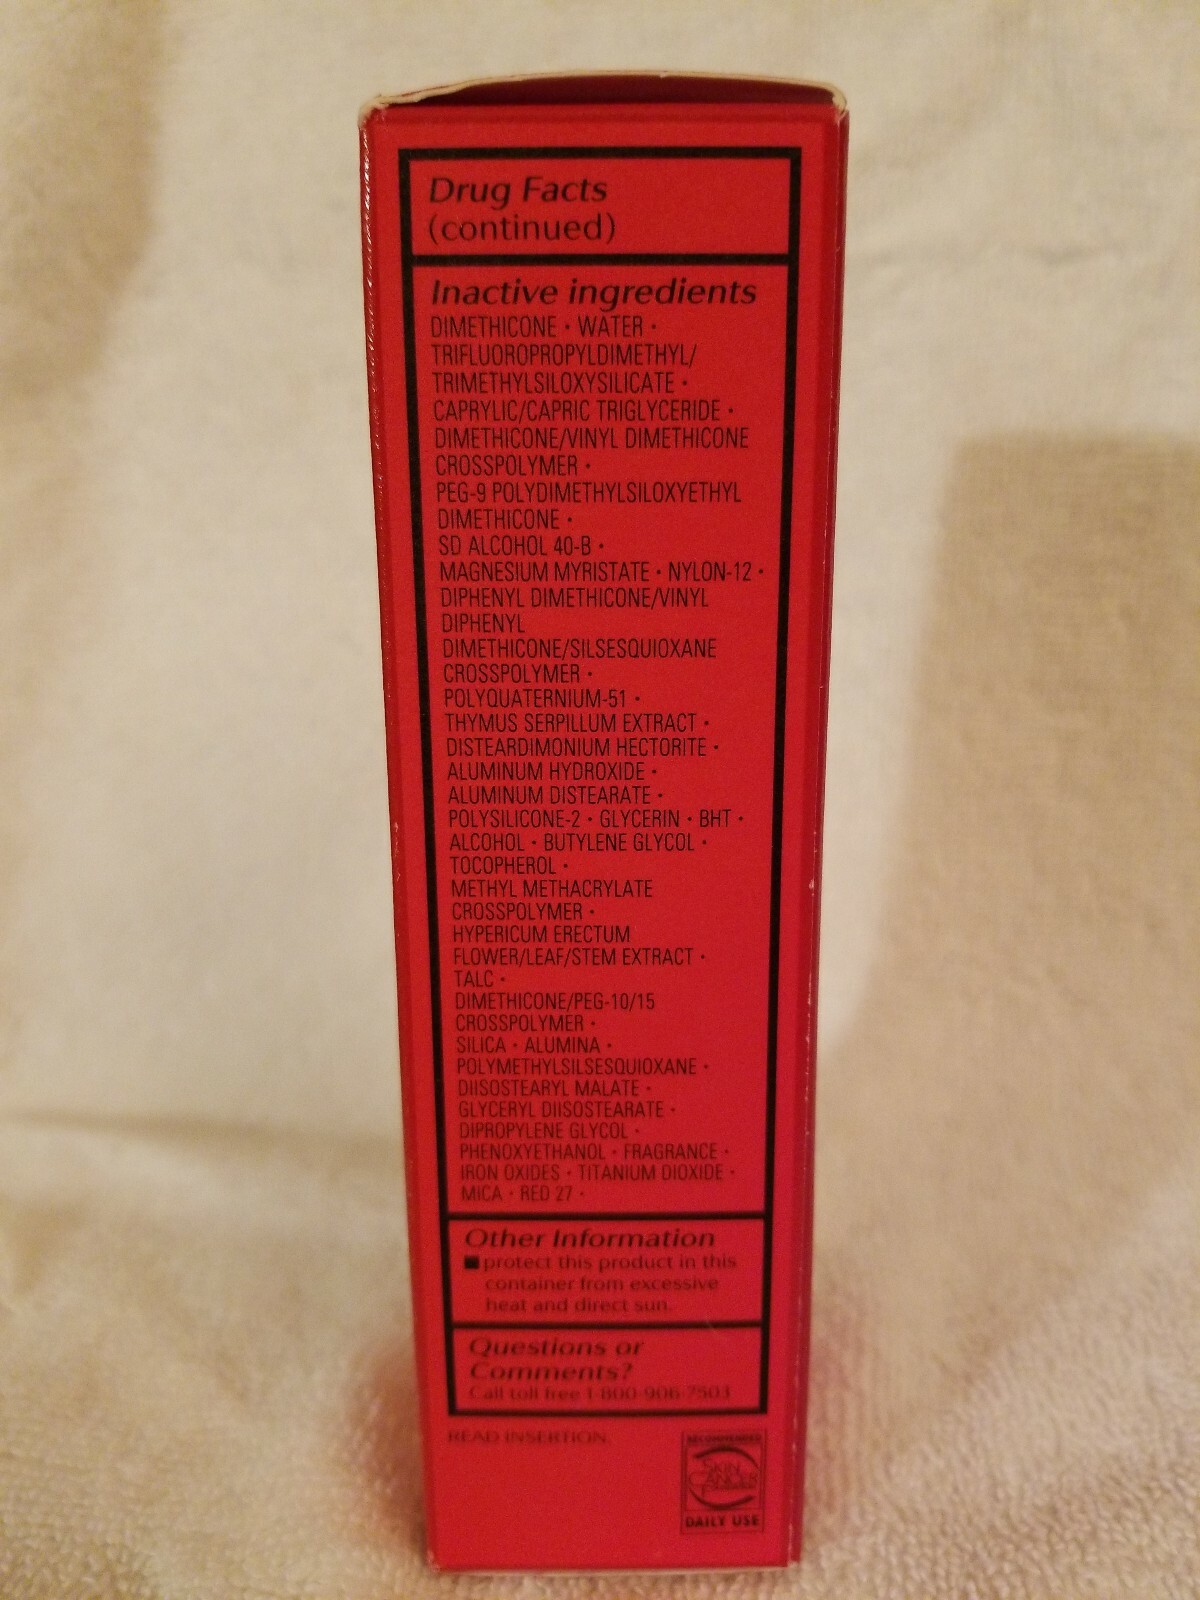 Drug Facts
(continued)
Inactive ingredients
DIMETHICONE • WATER •
TRIFLUOROPROPYLDIMETHYL/
TRIMETHYLSILOXYSILICATE •
CAPRYLIC/CAPRIC TRIGLYCERIDE •
DIMETHICONE/VINYL DIMETHICONE
CROSSPOLYMER •
PEG-9 POLYDIMETHYLSILOXYETHYL
DIMETHICONE •
SD ALCOHOL 40-B •
MAGNESIUM MYRISTATE • NYLON-12 •
DIPHENYL DIMETHICONE/VINYL
DIPHENYL
DIMETHICONE/SILSESQUIOXANE
CROSSPOLYMER •
POLYQUATERNIUM-51 •
THYMUS SERPILLUM EXTRACT •
DISTEARDIMONIUM HECTORITE •
ALUMINUM HYDROXIDE •
ALUMINUM DISTEARATE •
POLYSILICONE-2 • GLYCERIN • BHT •
ALCOHOL • BUTYLENE GLYCOL •
TOCOPHEROL •
METHYL METHACRYLATE
CROSSPOLYMER •
HYPERICUM ERECTUM
FLOWER/LEAF/STEM EXTRACT •
TALC •
DIMETHICONE/PEG-10/15
CROSSPOLYMER •
SILICA • ALUMINA •
POLYMETHYLSILSESQUIOXANE •
DIISOSTEARYL MALATE •
GLYCERYL DIISOSTEARATE •
DIPROPYLENE GLYCOL •
PHENOXYETHANOL • FRAGRANCE •
IRON OXIDES • TITANIUM DIOXIDE •
MICA • RED 27 •
Other Information
■ protect this product in this
container from excessive
heat and direct sun.
Questions or
Comments?
Call toll free 1-800-906-7503
READ INSERTION.
RECOMMENDED
SKIN
CANCER
FOUNDATION
DAILY USE